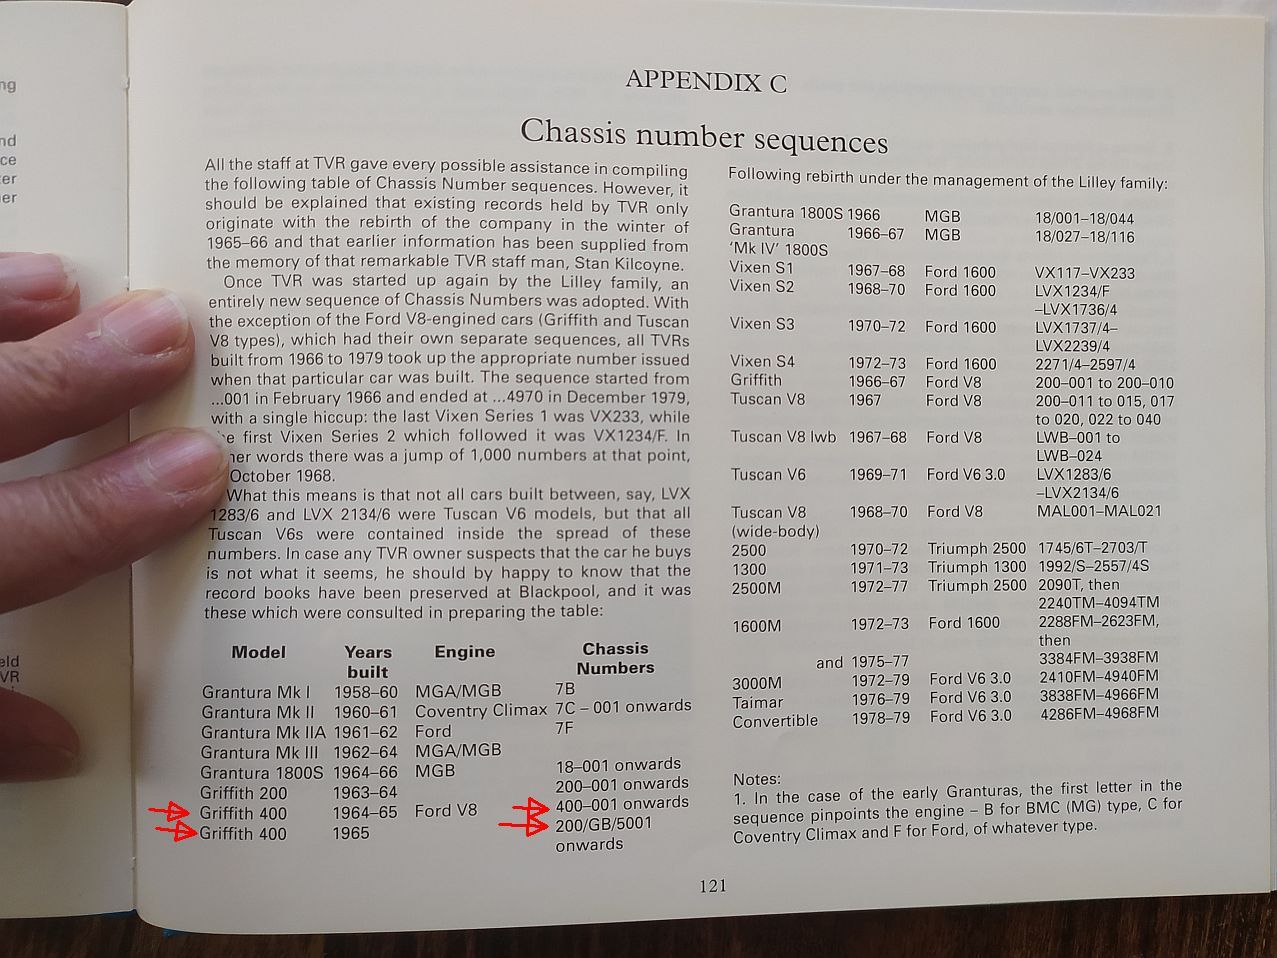 ng
nd
ce
ter
ner
eld
VR
APPENDIX C
Chassis number sequences
All the staff at TVR gave every possible assistance in compiling
the following table of Chassis Number sequences. However, it
should be explained that existing records held by TVR only
originate with the rebirth of the company in the winter of
1965–66 and that earlier information has been supplied from
the memory of that remarkable TVR staff man, Stan Kilcoyne.
Once TVR was started up again by the Lilley family, an
entirely new sequence of Chassis Numbers was adopted. With
the exception of the Ford V8-engined cars (Griffith and Tuscan
V8 types), which had their own separate sequences, all TVRs
built from 1966 to 1979 took up the appropriate number issued
when that particular car was built. The sequence started from
...001 in February 1966 and ended at ...4970 in December 1979,
with a single hiccup: the last Vixen Series 1 was VX233, while
he first Vixen Series 2 which followed it was VX1234/F. In
her words there was a jump of 1,000 numbers at that point,
October 1968.
What this means is that not all cars built between, say, LVX
1283/6 and LVX 2134/6 were Tuscan V6 models, but that all
Tuscan V6s were contained inside the spread of these
numbers. In case any TVR owner suspects that the car he buys
is not what it seems, he should by happy to know that the
record books have been preserved at Blackpool, and it was
these which were consulted in preparing the table:
Model Years built Engine Chassis Numbers
Grantura Mk I 1958–60 MGA/MGB 7B
Grantura Mk II 1960–61 Coventry Climax 7C – 001 onwards
Grantura Mk IIA 1961–62 Ford 7F
Grantura Mk III 1962–64 MGA/MGB
Grantura 1800S 1964–66 MGB 18–001 onwards
Griffith 200 1963–64 200–001 onwards
Griffith 400 1964–65 Ford V8 400–001 onwards
Griffith 400 1965 200/GB/5001
onwards
Following rebirth under the management of the Lilley family:
Grantura 1800S 1966 MGB 18/001–18/044
Grantura 1966–67 MGB 18/027–18/116
‘Mk IV’ 1800S
Vixen S1 1967–68 Ford 1600 VX117–VX233
Vixen S2 1968–70 Ford 1600 LVX1234/F
–LVX1736/4
Vixen S3 1970–72 Ford 1600 LVX1737/4–
LVX2239/4
Vixen S4 1972–73 Ford 1600 2271/4–2597/4
Griffith 1966–67 Ford V8 200–001 to 200–010
Tuscan V8 1967 Ford V8 200–011 to 015, 017
to 020, 022 to 040
Tuscan V8 lwb 1967–68 Ford V8 LWB–001 to
LWB–024
Tuscan V6 1969–71 Ford V6 3.0 LVX1283/6
–LVX2134/6
Tuscan V8 1968–70 Ford V8 MAL001–MAL021
(wide-body)
2500 1970–72 Triumph 2500 1745/6T–2703/T
1300 1971–73 Triumph 1300 1992/S–2557/4S
2500M 1972–77 Triumph 2500 2090T, then
2240TM–4094TM
1600M 1972–73 Ford 1600 2288FM–2623FM,
then
and 1975–77 3384FM–3938FM
3000M 1972–79 Ford V6 3.0 2410FM–4940FM
Taimar 1976–79 Ford V6 3.0 3838FM–4966FM
Convertible 1978–79 Ford V6 3.0 4286FM–4968FM
Notes:
1. In the case of the early Granturas, the first letter in the
sequence pinpoints the engine – B for BMC (MG) type, C for
Coventry Climax and F for Ford, of whatever type.
121